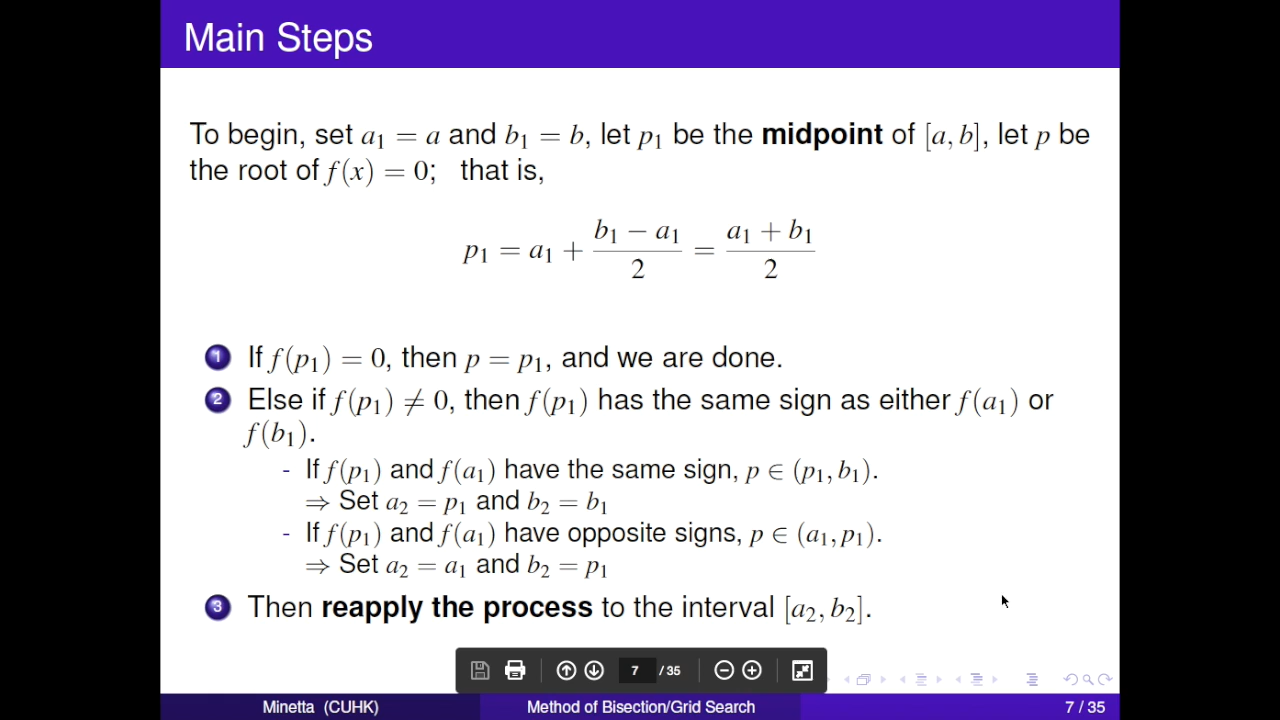 Main Steps
To begin, set a₁ = a and b₁ = b, let p₁ be the midpoint of [a, b], let p be
the root of f(x) = 0; that is,
p₁ = a₁ + (b₁ − a₁)/2 = (a₁ + b₁)/2
1 If f(p₁) = 0, then p = p₁, and we are done.
2 Else if f(p₁) ≠ 0, then f(p₁) has the same sign as either f(a₁) or
f(b₁).
- If f(p₁) and f(a₁) have the same sign, p ∈ (p₁, b₁).
⇒ Set a₂ = p₁ and b₂ = b₁
- If f(p₁) and f(a₁) have opposite signs, p ∈ (a₁, p₁).
⇒ Set a₂ = a₁ and b₂ = p₁
3 Then reapply the process to the interval [a₂, b₂].
7 / 35
Minetta (CUHK) Method of Bisection/Grid Search 7 / 35